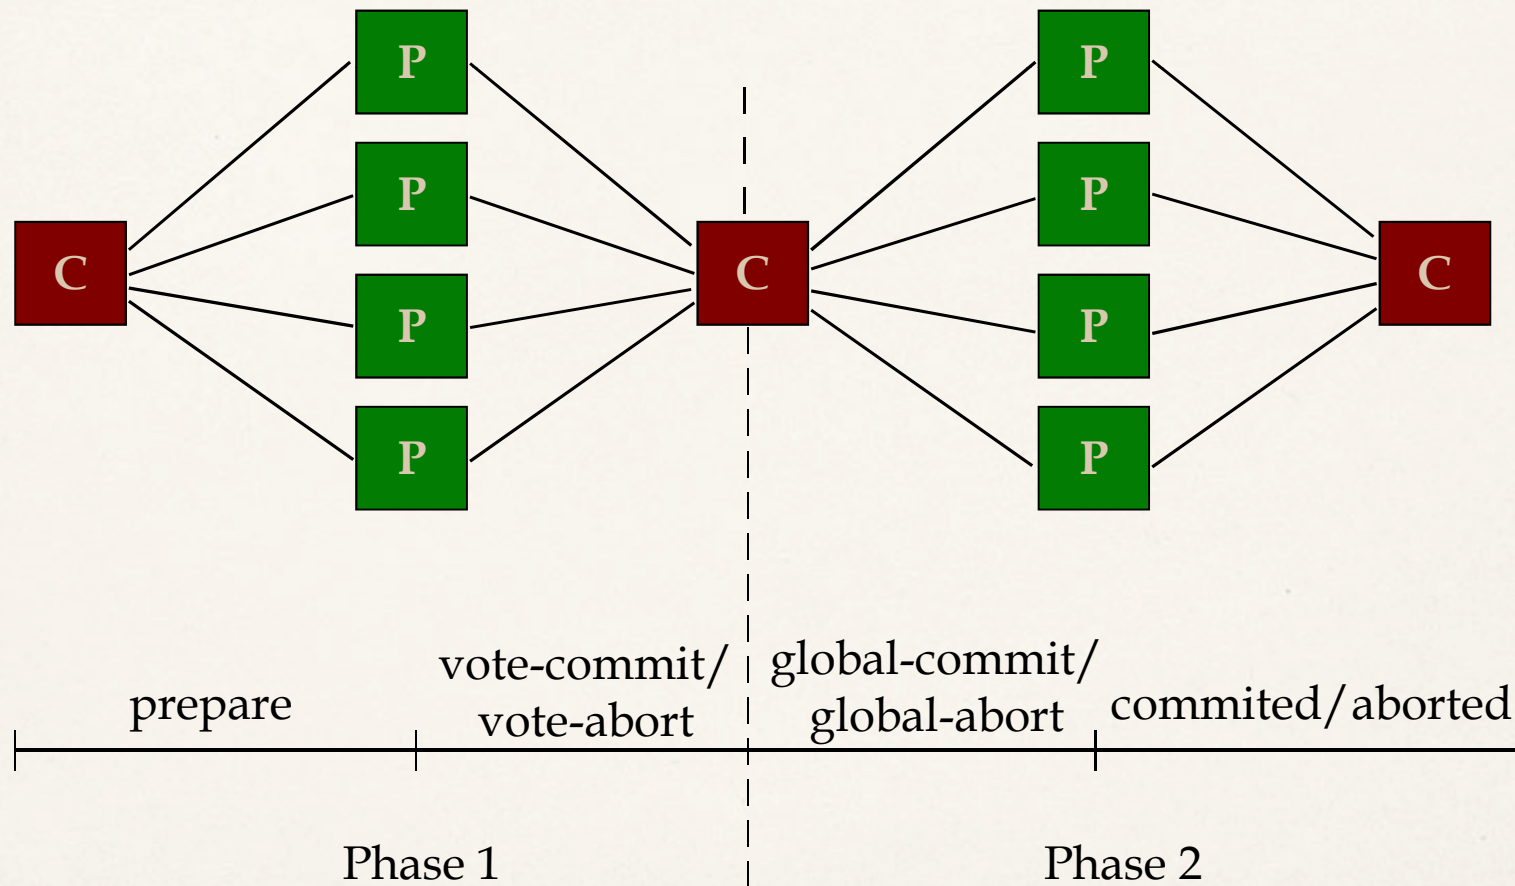 P
P
P
P
P
P
P
P
C
C
C
prepare
vote-commit/
vote-abort
global-commit/
global-abort
commited/aborted
Phase 1
Phase 2